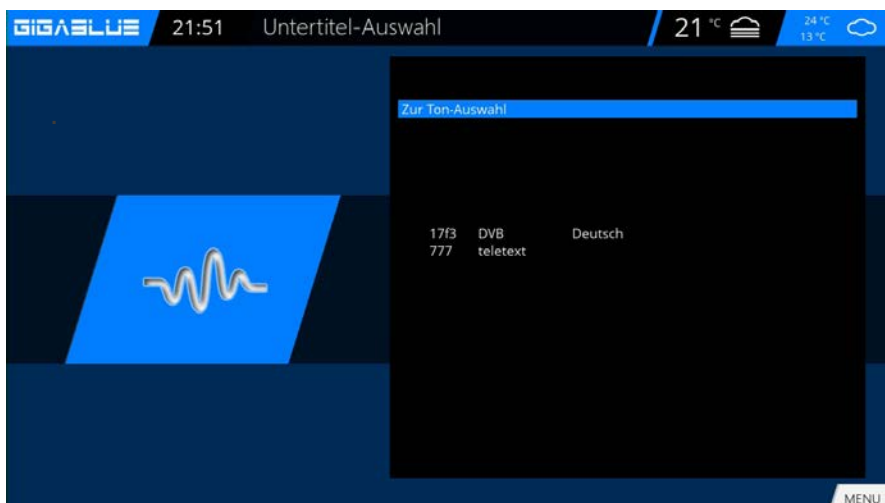 GIGABLUE 21:51 Untertitel-Auswahl 21 °C 24 °C
13 °C
Zur Ton-Auswahl
17f3 DVB Deutsch
777 teletext
MENU